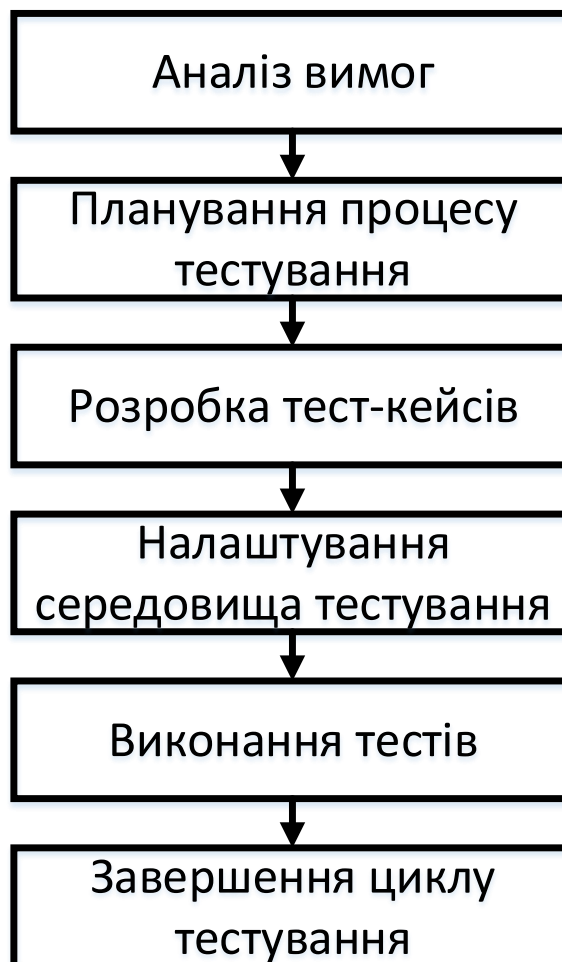 Аналіз вимог
Планування процесу
тестування
Розробка тест-кейсів
Налаштування
середовища тестування
Виконання тестів
Завершення циклу
тестування